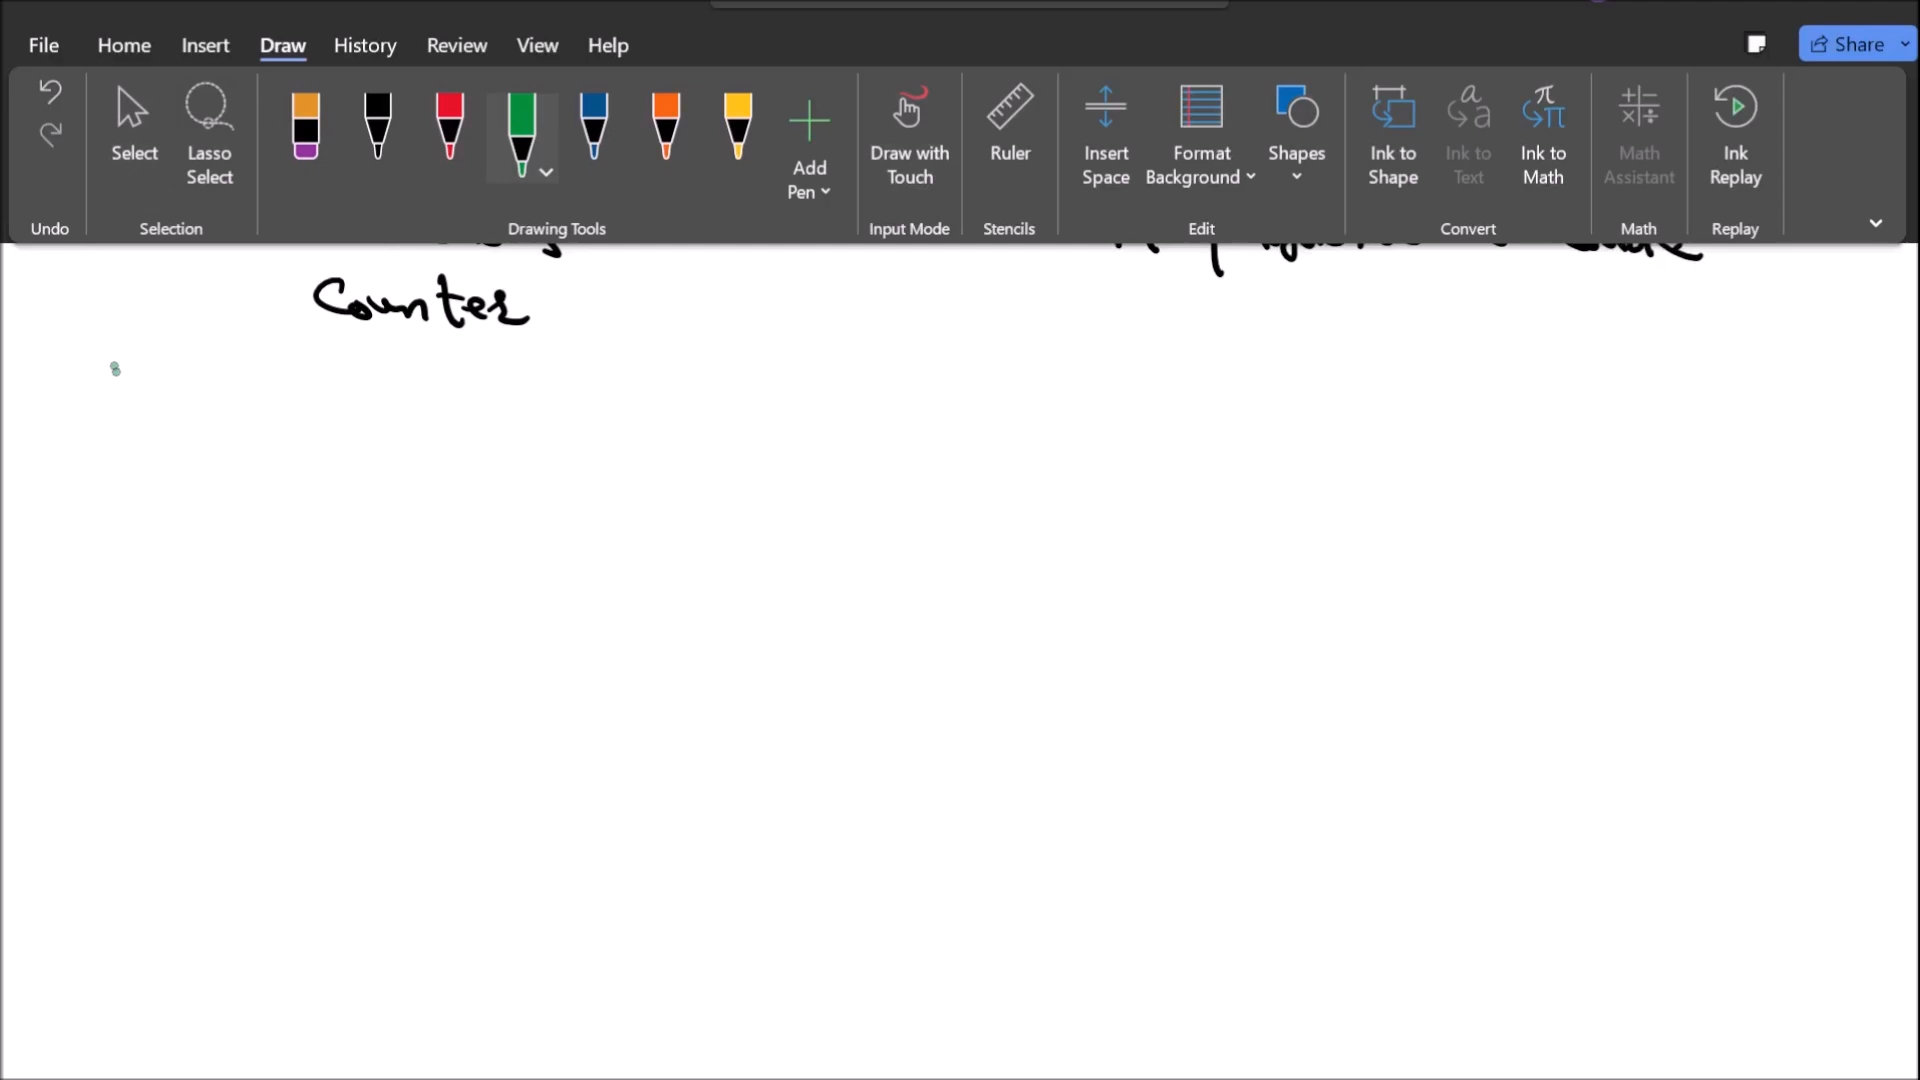 File Home Insert Draw History Review View Help Share
Select Lasso Select Add Pen Draw with Touch Ruler Insert Space Format Background Shapes Ink to Shape Ink to Text Ink to Math Math Assistant Ink Replay
Undo Selection Drawing Tools Input Mode Stencils Edit Convert Math Replay
Counter